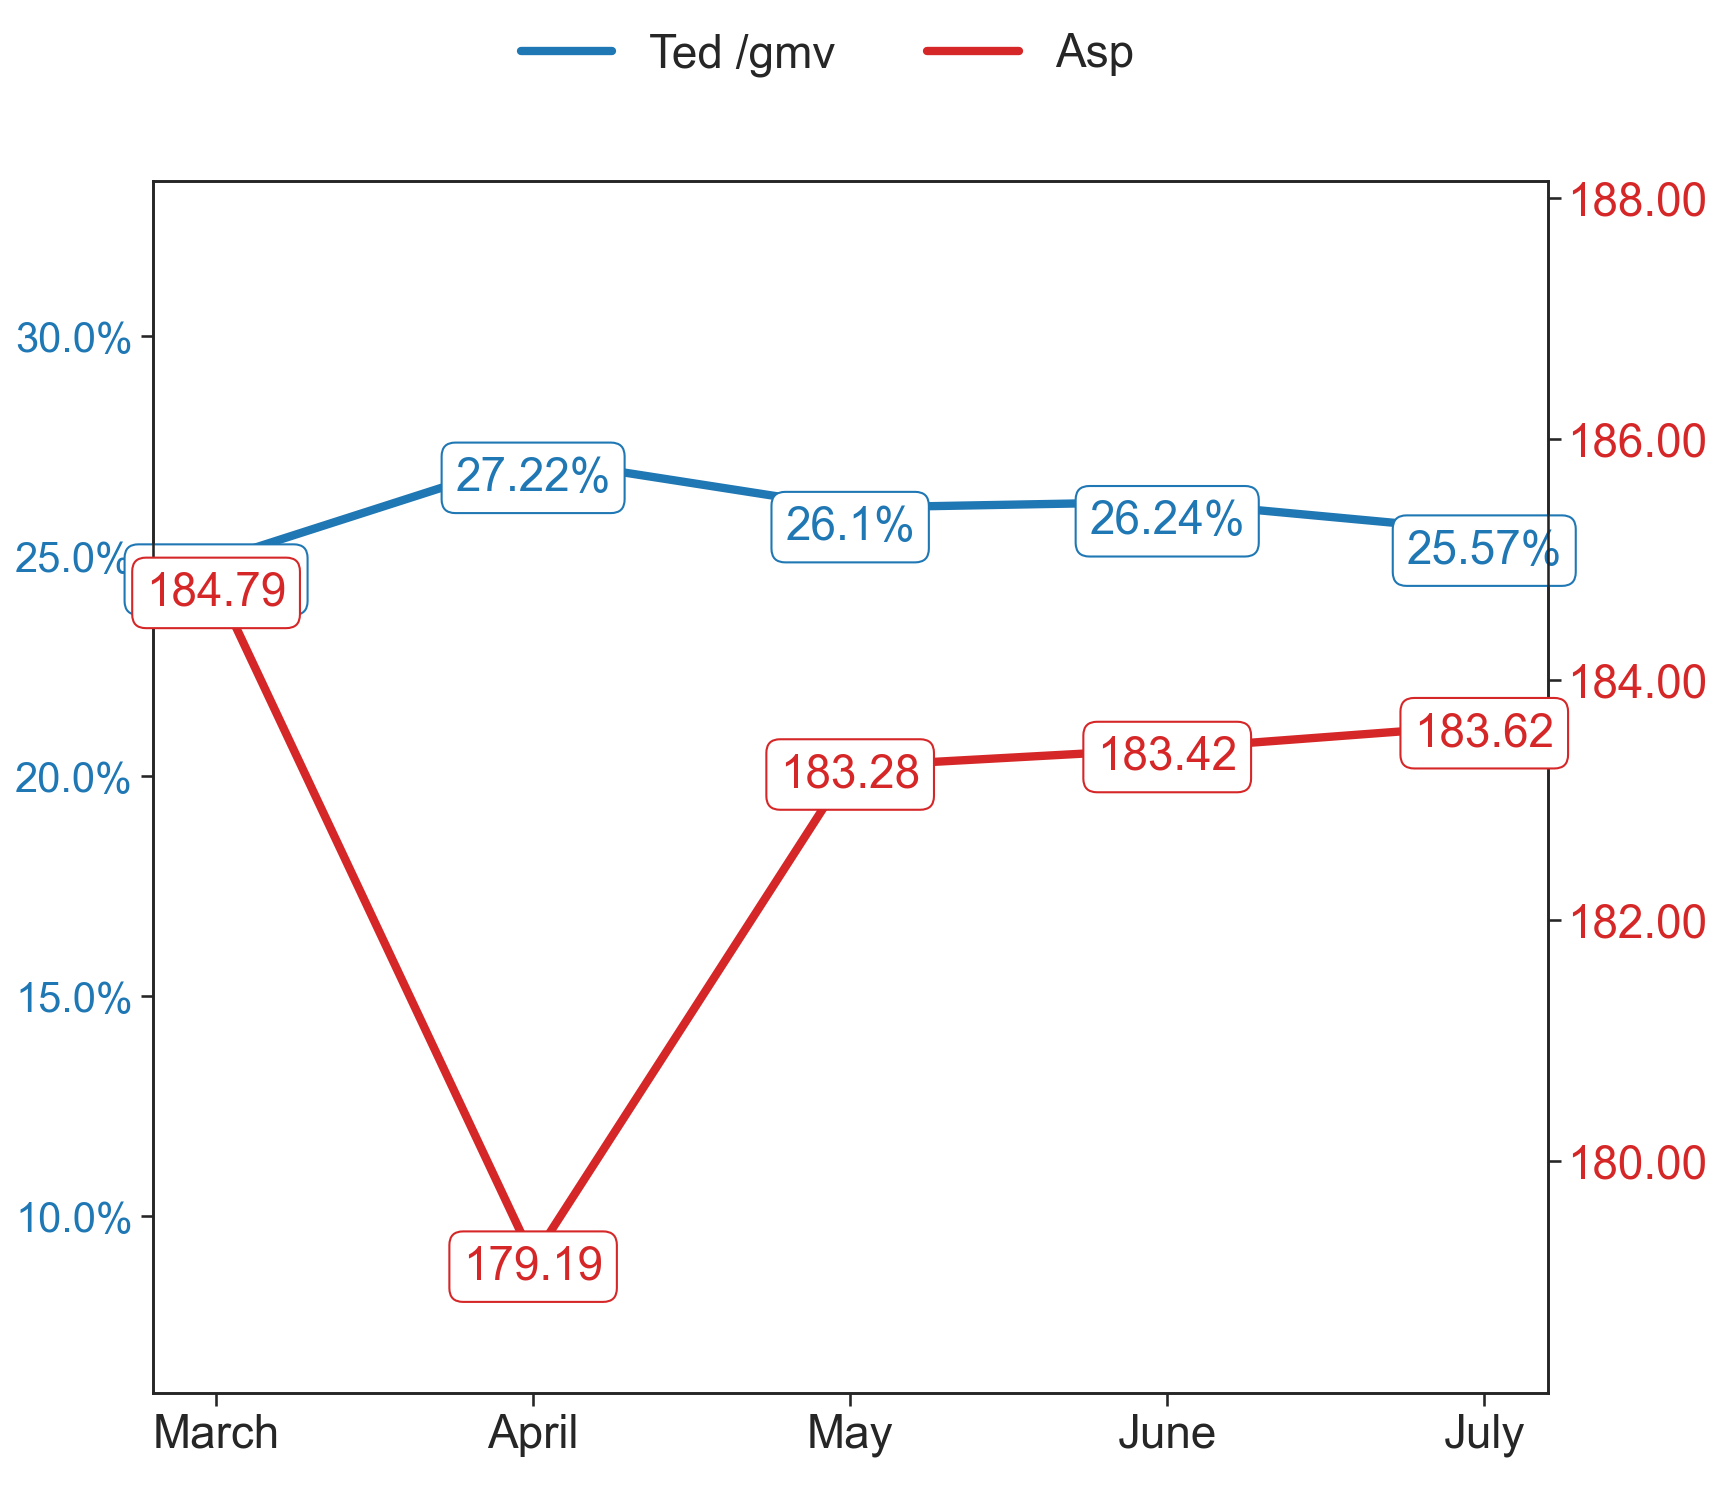 Ted /gmv
Asp
188.00
30.0%
186.00
27.22%
26.1%
26.24%
25.57%
25.0%
184.79
184.00
183.62
183.42
183.28
20.0%
182.00
15.0%
180.00
10.0%
179.19
March
April
May
June
July